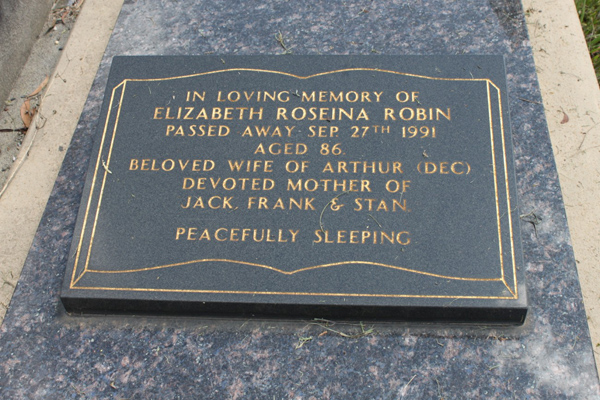 IN LOVING MEMORY OF
ELIZABETH ROSEINA ROBIN
PASSED AWAY SEP. 27TH 1991
AGED 86.
BELOVED WIFE OF ARTHUR (DEC)
DEVOTED MOTHER OF
JACK, FRANK & STAN.
PEACEFULLY SLEEPING